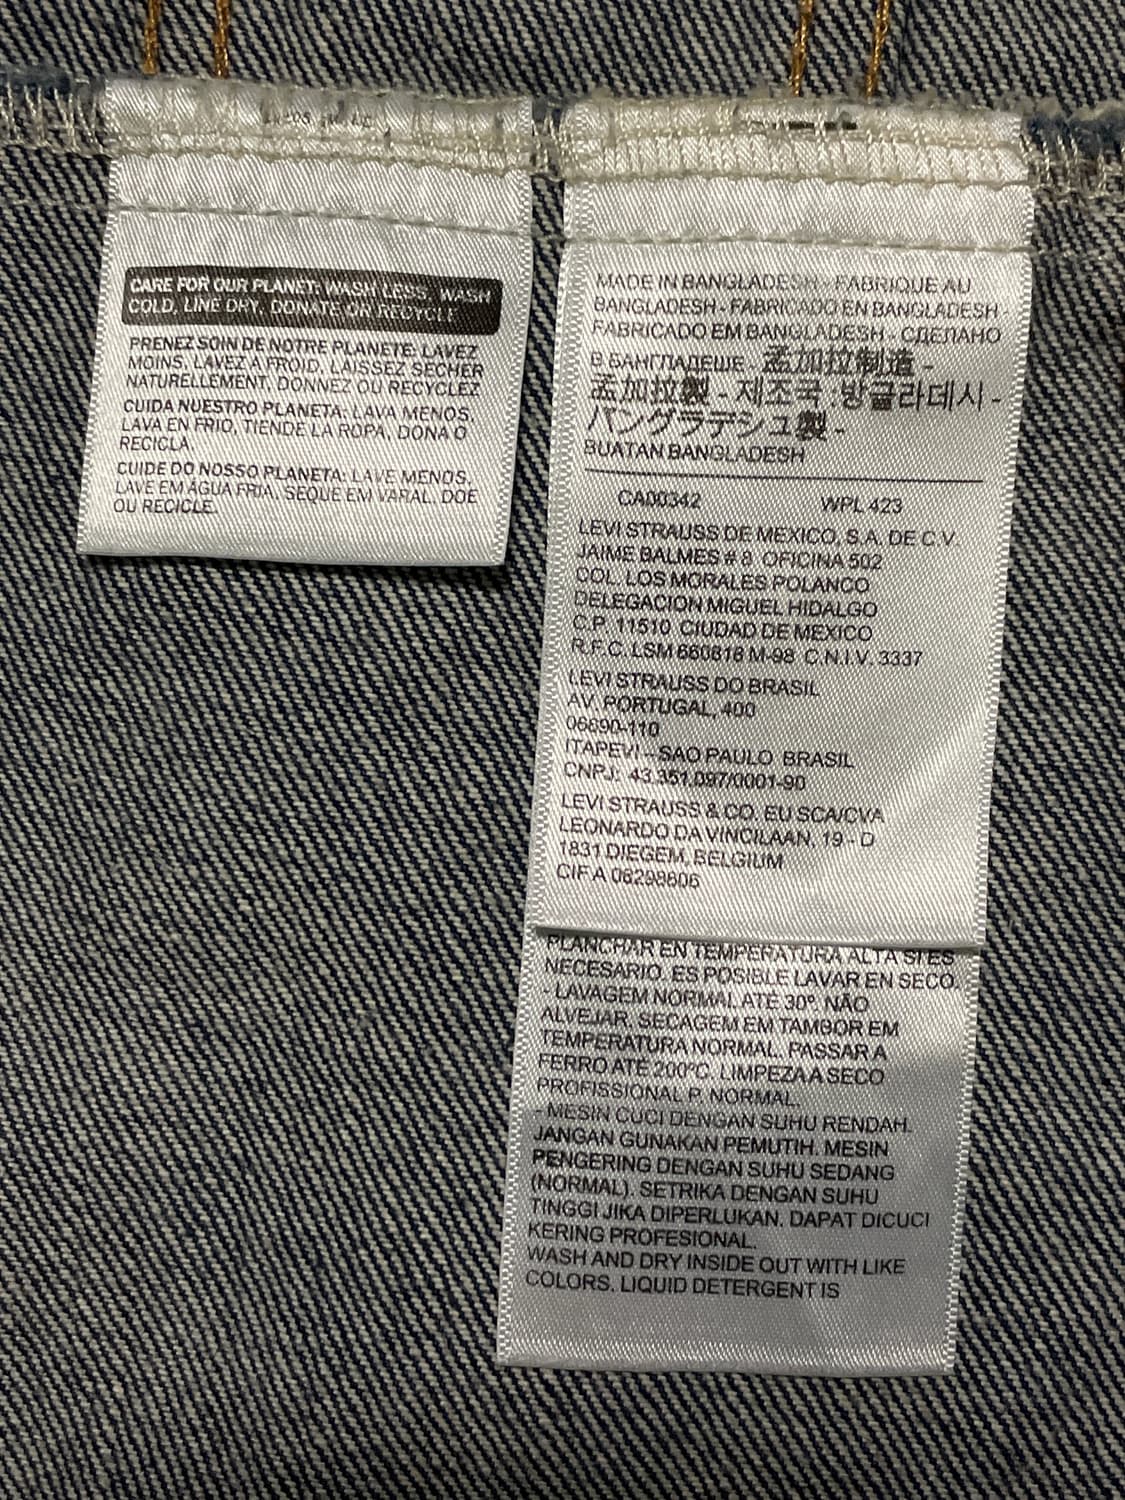 CARE FOR OUR PLANET: WASH LESS, WASH
COLD, LINE DRY, DONATE OR RECYCLE
PRENEZ SOIN DE NOTRE PLANETE: LAVEZ
MOINS, LAVEZ A FROID, LAISSEZ SECHER
NATURELLEMENT, DONNEZ OU RECYCLEZ
CUIDA NUESTRO PLANETA: LAVA MENOS,
LAVA EN FRIO, TIENDE LA ROPA, DONA O
RECICLA.
CUIDE DO NOSSO PLANETA: LAVE MENOS,
LAVE EM ÁGUA FRIA, SEQUE EM VARAL, DOE
OU RECICLE.
MADE IN BANGLADESH - FABRIQUE AU
BANGLADESH - FABRICADO EN BANGLADESH
FABRICADO EM BANGLADESH - СДЕЛАНО
В БАНГЛАДЕШЕ - 孟加拉制造 -
孟加拉製 - 제조국 :방글라데시 -
バングラデシュ製 -
BUATAN BANGLADESH
CA00342 WPL 423
LEVI STRAUSS DE MEXICO, S.A. DE C.V.
JAIME BALMES # 8 OFICINA 502
COL. LOS MORALES POLANCO
DELEGACION MIGUEL HIDALGO
C.P. 11510 CIUDAD DE MEXICO
R.F.C. LSM 660818 M-98 C.N.I.V. 3337
LEVI STRAUSS DO BRASIL
AV. PORTUGAL, 400
06690-110
ITAPEVI - SAO PAULO BRASIL
CNPJ: 43.351.097/0001-90
LEVI STRAUSS & CO. EU SCA/CVA
LEONARDO DA VINCILAAN, 19 - D
1831 DIEGEM, BELGIUM
CIF A 08298606
PLANCHAR EN TEMPERATURA ALTA SI ES
NECESARIO. ES POSIBLE LAVAR EN SECO.
- LAVAGEM NORMAL ATÉ 30º. NÃO
ALVEJAR. SECAGEM EM TAMBOR EM
TEMPERATURA NORMAL. PASSAR A
FERRO ATÉ 200ºC. LIMPEZA A SECO
PROFISSIONAL P. NORMAL.
- MESIN CUCI DENGAN SUHU RENDAH.
JANGAN GUNAKAN PEMUTIH. MESIN
PENGERING DENGAN SUHU SEDANG
(NORMAL). SETRIKA DENGAN SUHU
TINGGI JIKA DIPERLUKAN. DAPAT DICUCI
KERING PROFESIONAL.
WASH AND DRY INSIDE OUT WITH LIKE
COLORS. LIQUID DETERGENT IS